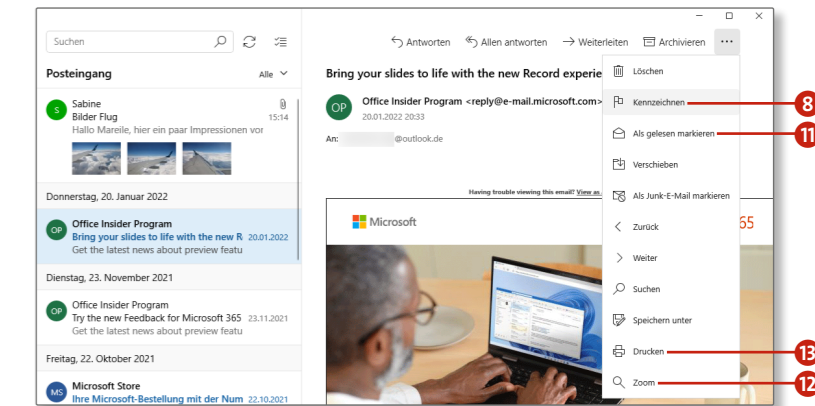 Suchen
Antworten
Allen antworten
Weiterleiten
Archivieren
Posteingang
Alle
S
Sabine
Bilder Flug
15:14
Hallo Mareile, hier ein paar Impressionen vor
Donnerstag, 20. Januar 2022
OP
Office Insider Program
Bring your slides to life with the new R 20.01.2022
Get the latest news about preview featu
Dienstag, 23. November 2021
OP
Office Insider Program
Try the new Feedback for Microsoft 365 23.11.2021
Get the latest news about preview featu
Freitag, 22. Oktober 2021
MS
Microsoft Store
Ihre Microsoft-Bestellung mit der Num 22.10.2021
Bring your slides to life with the new Record experie
OP
Office Insider Program <reply@e-mail.microsoft.com>
20.01.2022 20:33
An: @outlook.de
Having trouble viewing this email? View as
Microsoft
65
Löschen
Kennzeichnen 8
Als gelesen markieren 11
Verschieben
Als Junk-E-Mail markieren
Zurück
Weiter
Suchen
Speichern unter
Drucken 13
Zoom 12